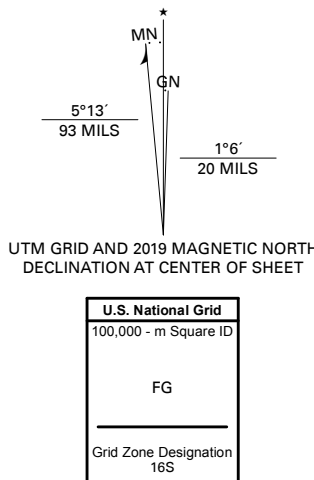 ★
MN
GN
5°13´
93 MILS
1°6´
20 MILS
UTM GRID AND 2019 MAGNETIC NORTH
DECLINATION AT CENTER OF SHEET
U.S. National Grid
100,000 - m Square ID
FG
Grid Zone Designation
16S